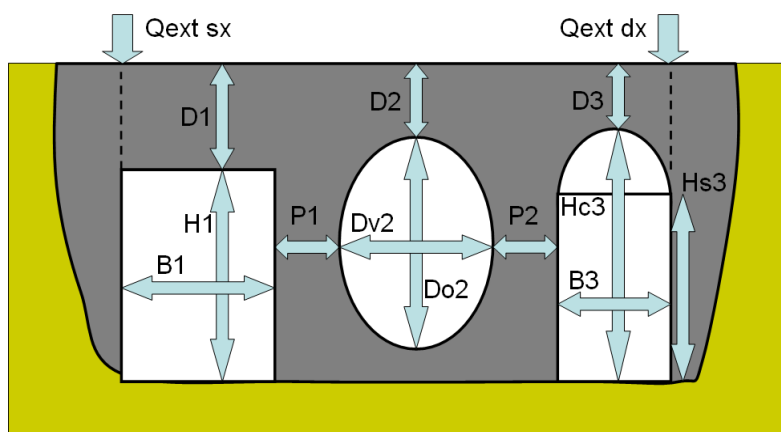 Qext sx
Qext dx
D1
D2
D3
H1
P1
Dv2
P2
Hc3
Hs3
B1
Do2
B3